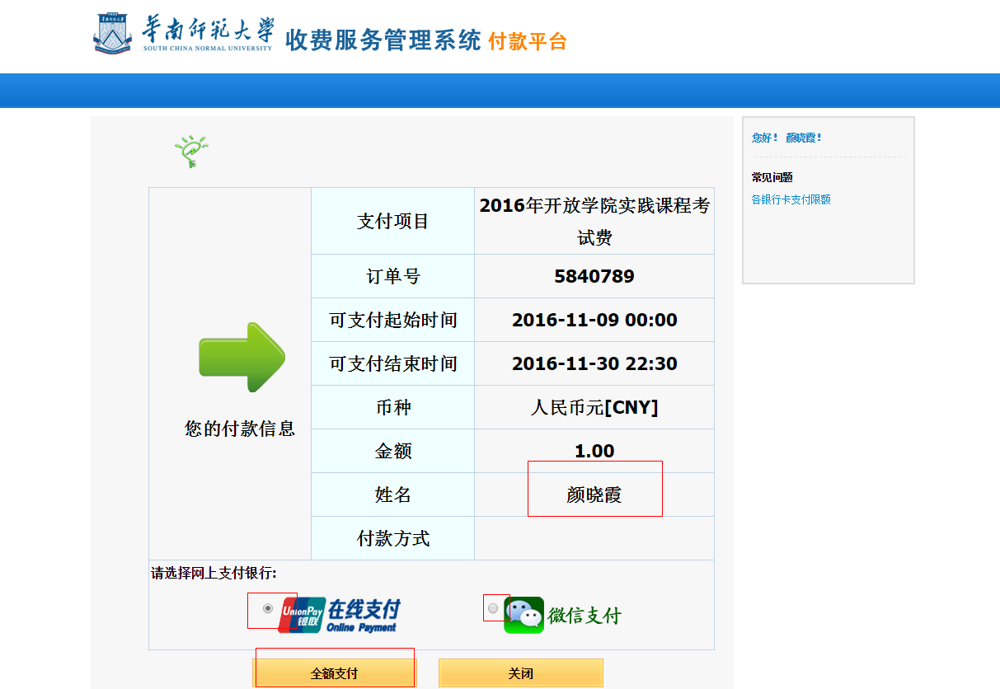 华南师范大学
SOUTH CHINA NORMAL UNIVERSITY
收费服务管理系统 付款平台
您好！ 颜晓霞！
常见问题
各银行卡支付限额
您的付款信息
支付项目
2016年开放学院实践课程考
试费
订单号 5840789
可支付起始时间 2016-11-09 00:00
可支付结束时间 2016-11-30 22:30
币种 人民币元[CNY]
金额 1.00
姓名 颜晓霞
付款方式
请选择网上支付银行:
UnionPay
银联
在线支付
Online Payment
微信支付
全额支付 关闭